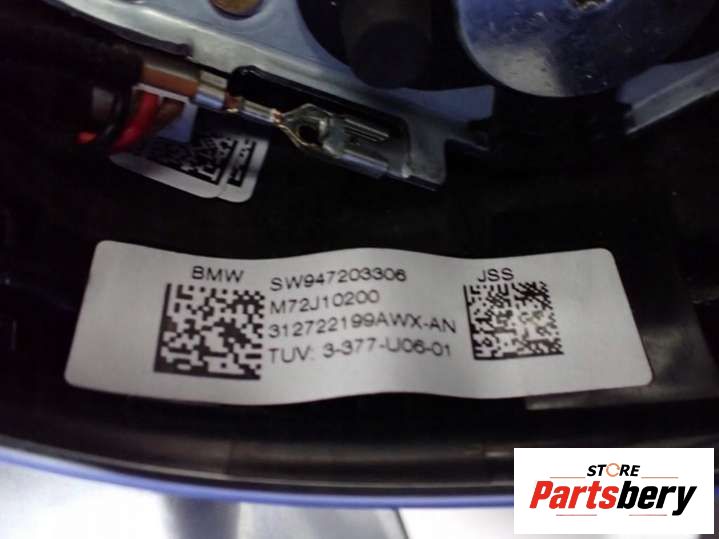 BMW
SW947203306
M72J10200
312722199AWX-AN
TUV: 3-377-U06-01
JSS
STORE
Partsbery